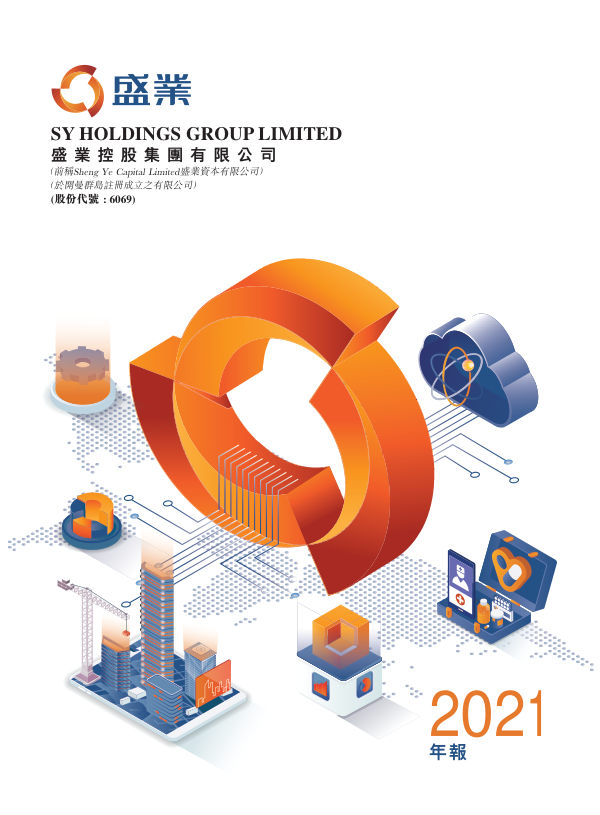 盛業
SY HOLDINGS GROUP LIMITED
盛業控股集團有限公司
(前稱Sheng Ye Capital Limited盛業資本有限公司)
(於開曼群島註冊成立之有限公司)
(股份代號：6069)
2021
年報